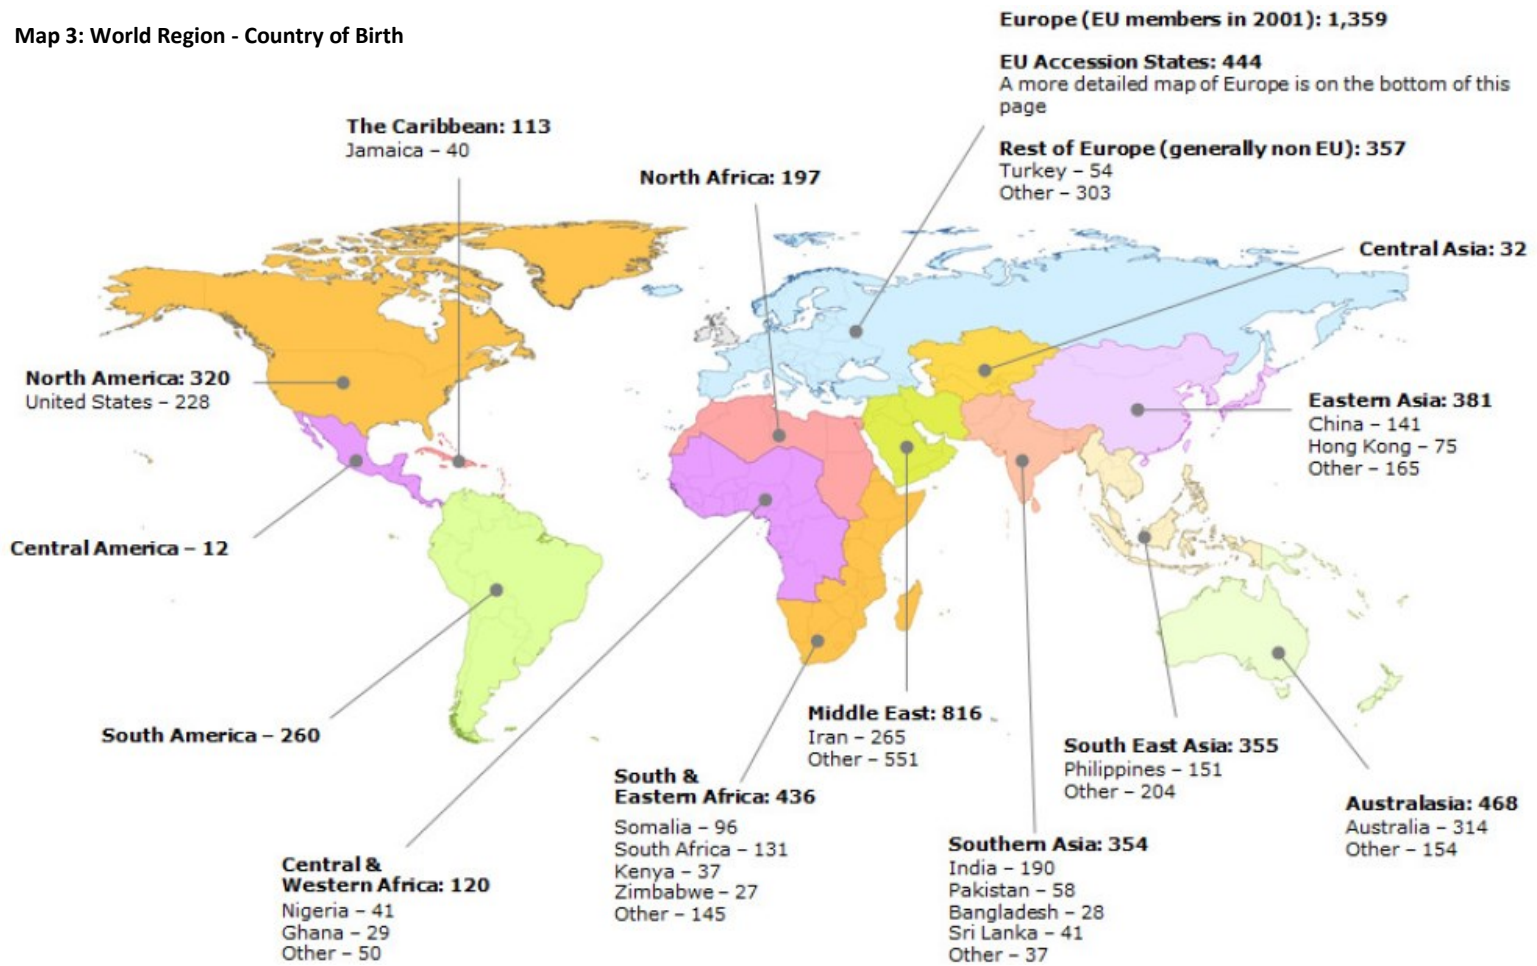 Map 3: World Region - Country of Birth
Europe (EU members in 2001): 1,359
EU Accession States: 444
A more detailed map of Europe is on the bottom of this
page
Rest of Europe (generally non EU): 357
Turkey – 54
Other – 303
The Caribbean: 113
Jamaica – 40
North Africa: 197
Central Asia: 32
North America: 320
United States – 228
Eastern Asia: 381
China – 141
Hong Kong – 75
Other – 165
Central America – 12
South America – 260
Middle East: 816
Iran – 265
Other – 551
South East Asia: 355
Philippines – 151
Other – 204
South &
Eastern Africa: 436
Somalia – 96
South Africa – 131
Kenya – 37
Zimbabwe – 27
Other – 145
Australasia: 468
Australia – 314
Other – 154
Southern Asia: 354
India – 190
Pakistan – 58
Bangladesh – 28
Sri Lanka – 41
Other – 37
Central &
Western Africa: 120
Nigeria – 41
Ghana – 29
Other – 50